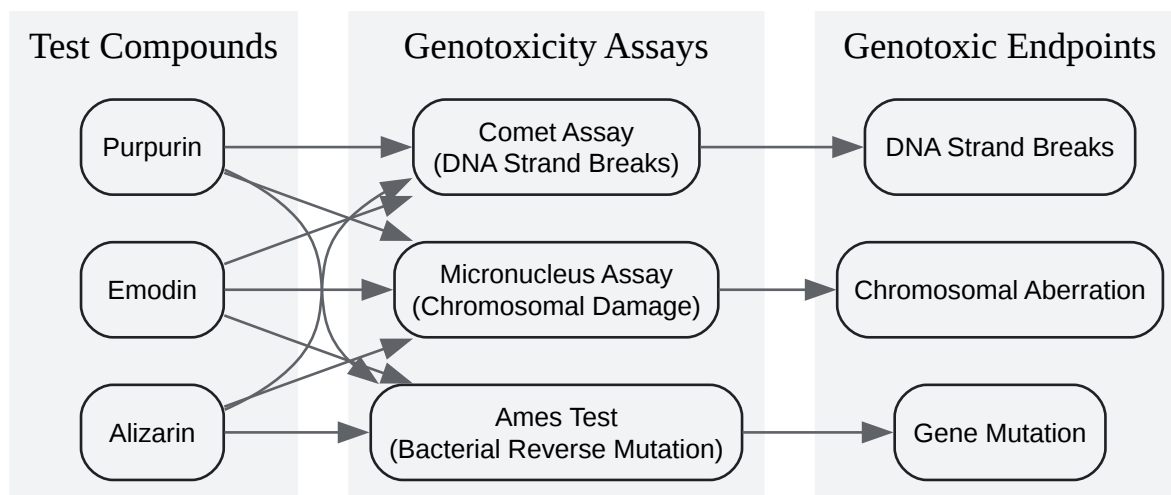 Test Compounds
Purpurin
Emodin
Alizarin
Genotoxicity Assays
Comet Assay
(DNA Strand Breaks)
Micronucleus Assay
(Chromosomal Damage)
Ames Test
(Bacterial Reverse Mutation)
Genotoxic Endpoints
DNA Strand Breaks
Chromosomal Aberration
Gene Mutation